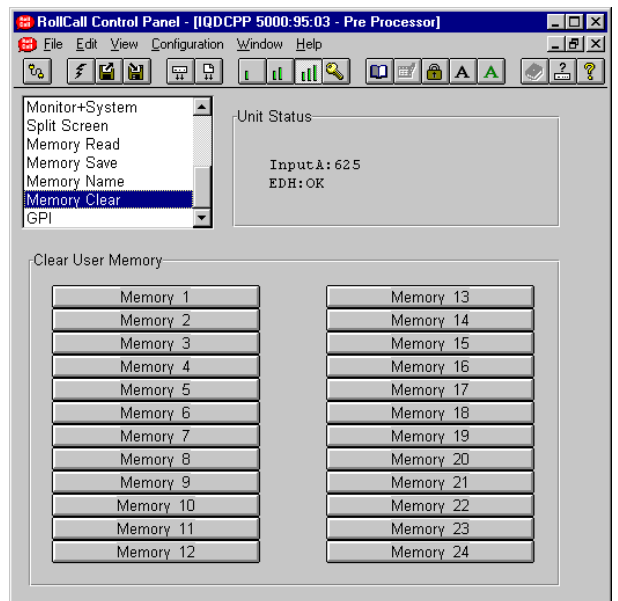 RollCall Control Panel - [IQDCPP 5000:95:03 - Pre Processor]
File Edit View Configuration Window Help
A A
Monitor+System
Split Screen
Memory Read
Memory Save
Memory Name
Memory Clear
GPI
Unit Status
InputA:625
EDH:OK
Clear User Memory
Memory 1
Memory 2
Memory 3
Memory 4
Memory 5
Memory 6
Memory 7
Memory 8
Memory 9
Memory 10
Memory 11
Memory 12
Memory 13
Memory 14
Memory 15
Memory 16
Memory 17
Memory 18
Memory 19
Memory 20
Memory 21
Memory 22
Memory 23
Memory 24